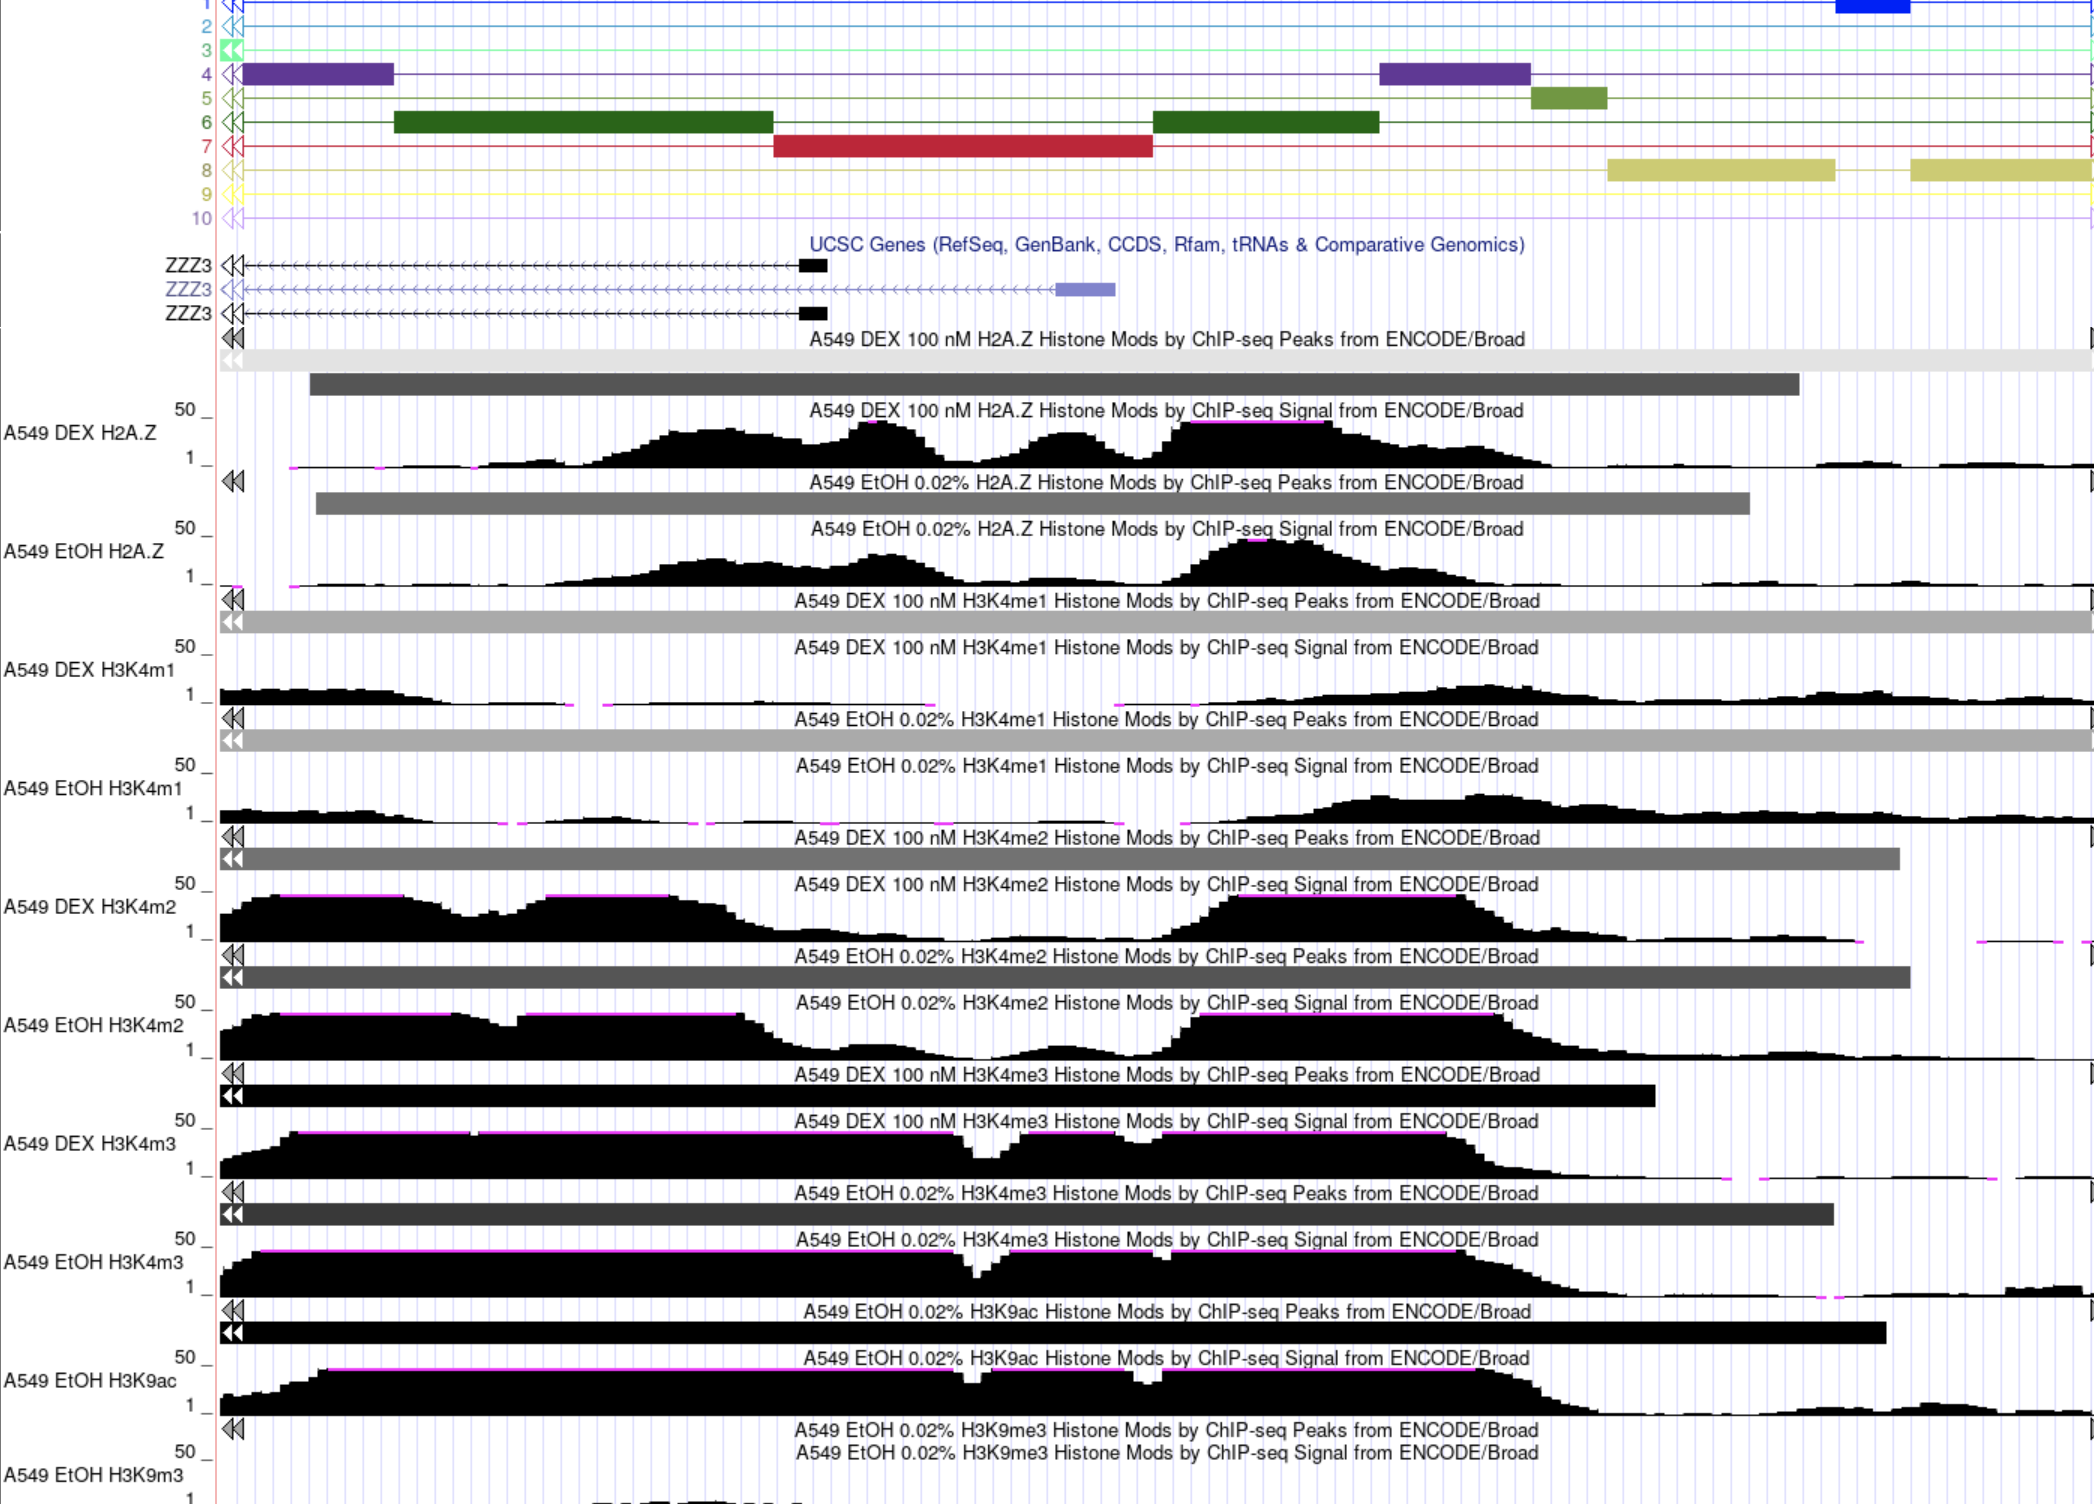 1
2
3
4
5
6
7
8
9
10
UCSC Genes (RefSeq, GenBank, CCDS, Rfam, tRNAs & Comparative Genomics)
ZZZ3
ZZZ3
ZZZ3
A549 DEX 100 nM H2A.Z Histone Mods by ChIP-seq Peaks from ENCODE/Broad
A549 DEX 100 nM H2A.Z Histone Mods by ChIP-seq Signal from ENCODE/Broad
50 _
A549 DEX H2A.Z
1 _
A549 EtOH 0.02% H2A.Z Histone Mods by ChIP-seq Peaks from ENCODE/Broad
A549 EtOH 0.02% H2A.Z Histone Mods by ChIP-seq Signal from ENCODE/Broad
50 _
A549 EtOH H2A.Z
1 _
A549 DEX 100 nM H3K4me1 Histone Mods by ChIP-seq Peaks from ENCODE/Broad
A549 DEX 100 nM H3K4me1 Histone Mods by ChIP-seq Signal from ENCODE/Broad
50 _
A549 DEX H3K4m1
1 _
A549 EtOH 0.02% H3K4me1 Histone Mods by ChIP-seq Peaks from ENCODE/Broad
A549 EtOH 0.02% H3K4me1 Histone Mods by ChIP-seq Signal from ENCODE/Broad
50 _
A549 EtOH H3K4m1
1 _
A549 DEX 100 nM H3K4me2 Histone Mods by ChIP-seq Peaks from ENCODE/Broad
A549 DEX 100 nM H3K4me2 Histone Mods by ChIP-seq Signal from ENCODE/Broad
50 _
A549 DEX H3K4m2
1 _
A549 EtOH 0.02% H3K4me2 Histone Mods by ChIP-seq Peaks from ENCODE/Broad
A549 EtOH 0.02% H3K4me2 Histone Mods by ChIP-seq Signal from ENCODE/Broad
50 _
A549 EtOH H3K4m2
1 _
A549 DEX 100 nM H3K4me3 Histone Mods by ChIP-seq Peaks from ENCODE/Broad
A549 DEX 100 nM H3K4me3 Histone Mods by ChIP-seq Signal from ENCODE/Broad
50 _
A549 DEX H3K4m3
1 _
A549 EtOH 0.02% H3K4me3 Histone Mods by ChIP-seq Peaks from ENCODE/Broad
A549 EtOH 0.02% H3K4me3 Histone Mods by ChIP-seq Signal from ENCODE/Broad
50 _
A549 EtOH H3K4m3
1 _
A549 EtOH 0.02% H3K9ac Histone Mods by ChIP-seq Peaks from ENCODE/Broad
A549 EtOH 0.02% H3K9ac Histone Mods by ChIP-seq Signal from ENCODE/Broad
50 _
A549 EtOH H3K9ac
1 _
A549 EtOH 0.02% H3K9me3 Histone Mods by ChIP-seq Peaks from ENCODE/Broad
A549 EtOH 0.02% H3K9me3 Histone Mods by ChIP-seq Signal from ENCODE/Broad
50 _
A549 EtOH H3K9m3
1